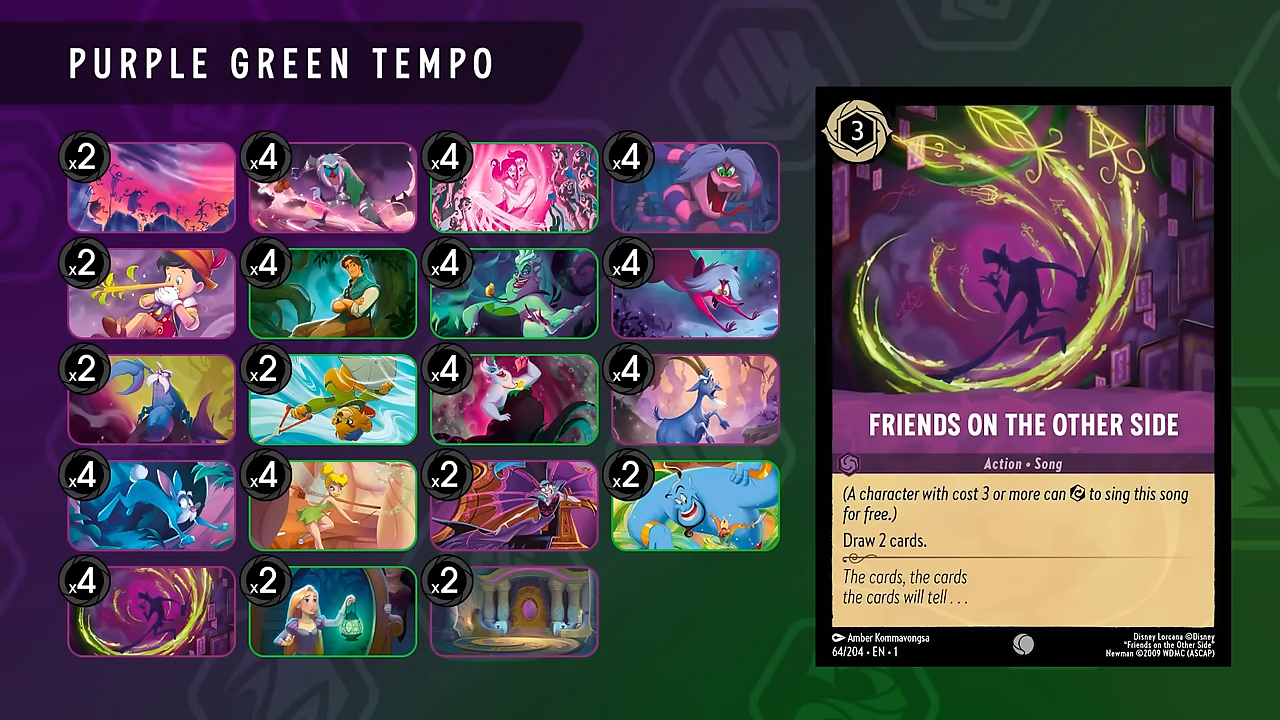 PURPLE GREEN TEMPO
x2
x4
x4
x4
x2
x4
x4
x4
x2
x2
x4
x4
x4
x4
x2
x2
x4
x2
x2
3
FRIENDS ON THE OTHER SIDE
Action • Song
(A character with cost 3 or more can to sing this song
for free.)
Draw 2 cards.
The cards, the cards
the cards will tell . . .
Amber Kommavongsa
64/204 • EN • 1
Disney Lorcana ©Disney
"Friends on the Other Side"
Newman ©2009 WDMC (ASCAP)